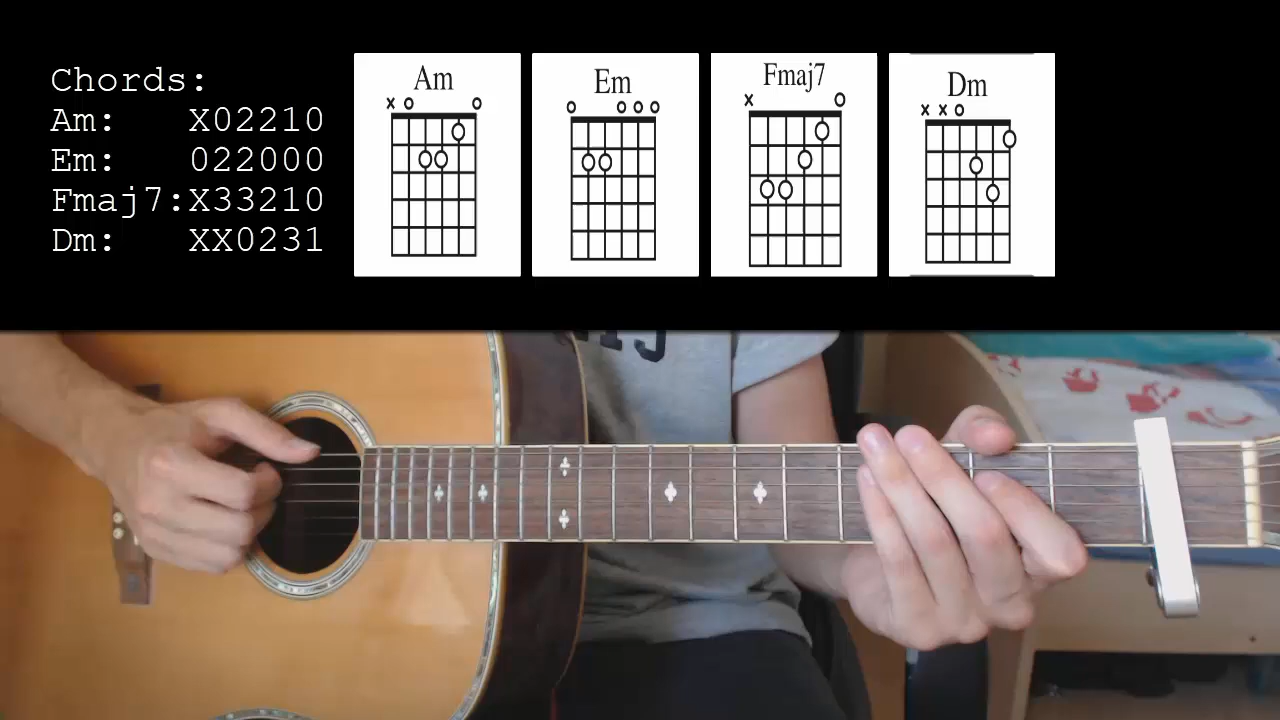 Chords:
Am: X02210
Em: 022000
Fmaj7:X33210
Dm: XX0231
Am
x o o
Em
o o o o
Fmaj7
x o
Dm
x x o